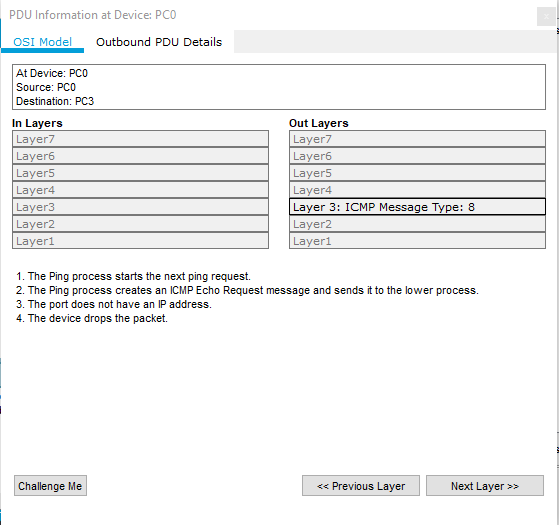 PDU Information at Device: PC0
OSI Model Outbound PDU Details
At Device: PC0
Source: PC0
Destination: PC3
In Layers Out Layers
Layer7 Layer7
Layer6 Layer6
Layer5 Layer5
Layer4 Layer4
Layer3 Layer 3: ICMP Message Type: 8
Layer2 Layer2
Layer1 Layer1
1. The Ping process starts the next ping request.
2. The Ping process creates an ICMP Echo Request message and sends it to the lower process.
3. The port does not have an IP address.
4. The device drops the packet.
Challenge Me << Previous Layer Next Layer >>